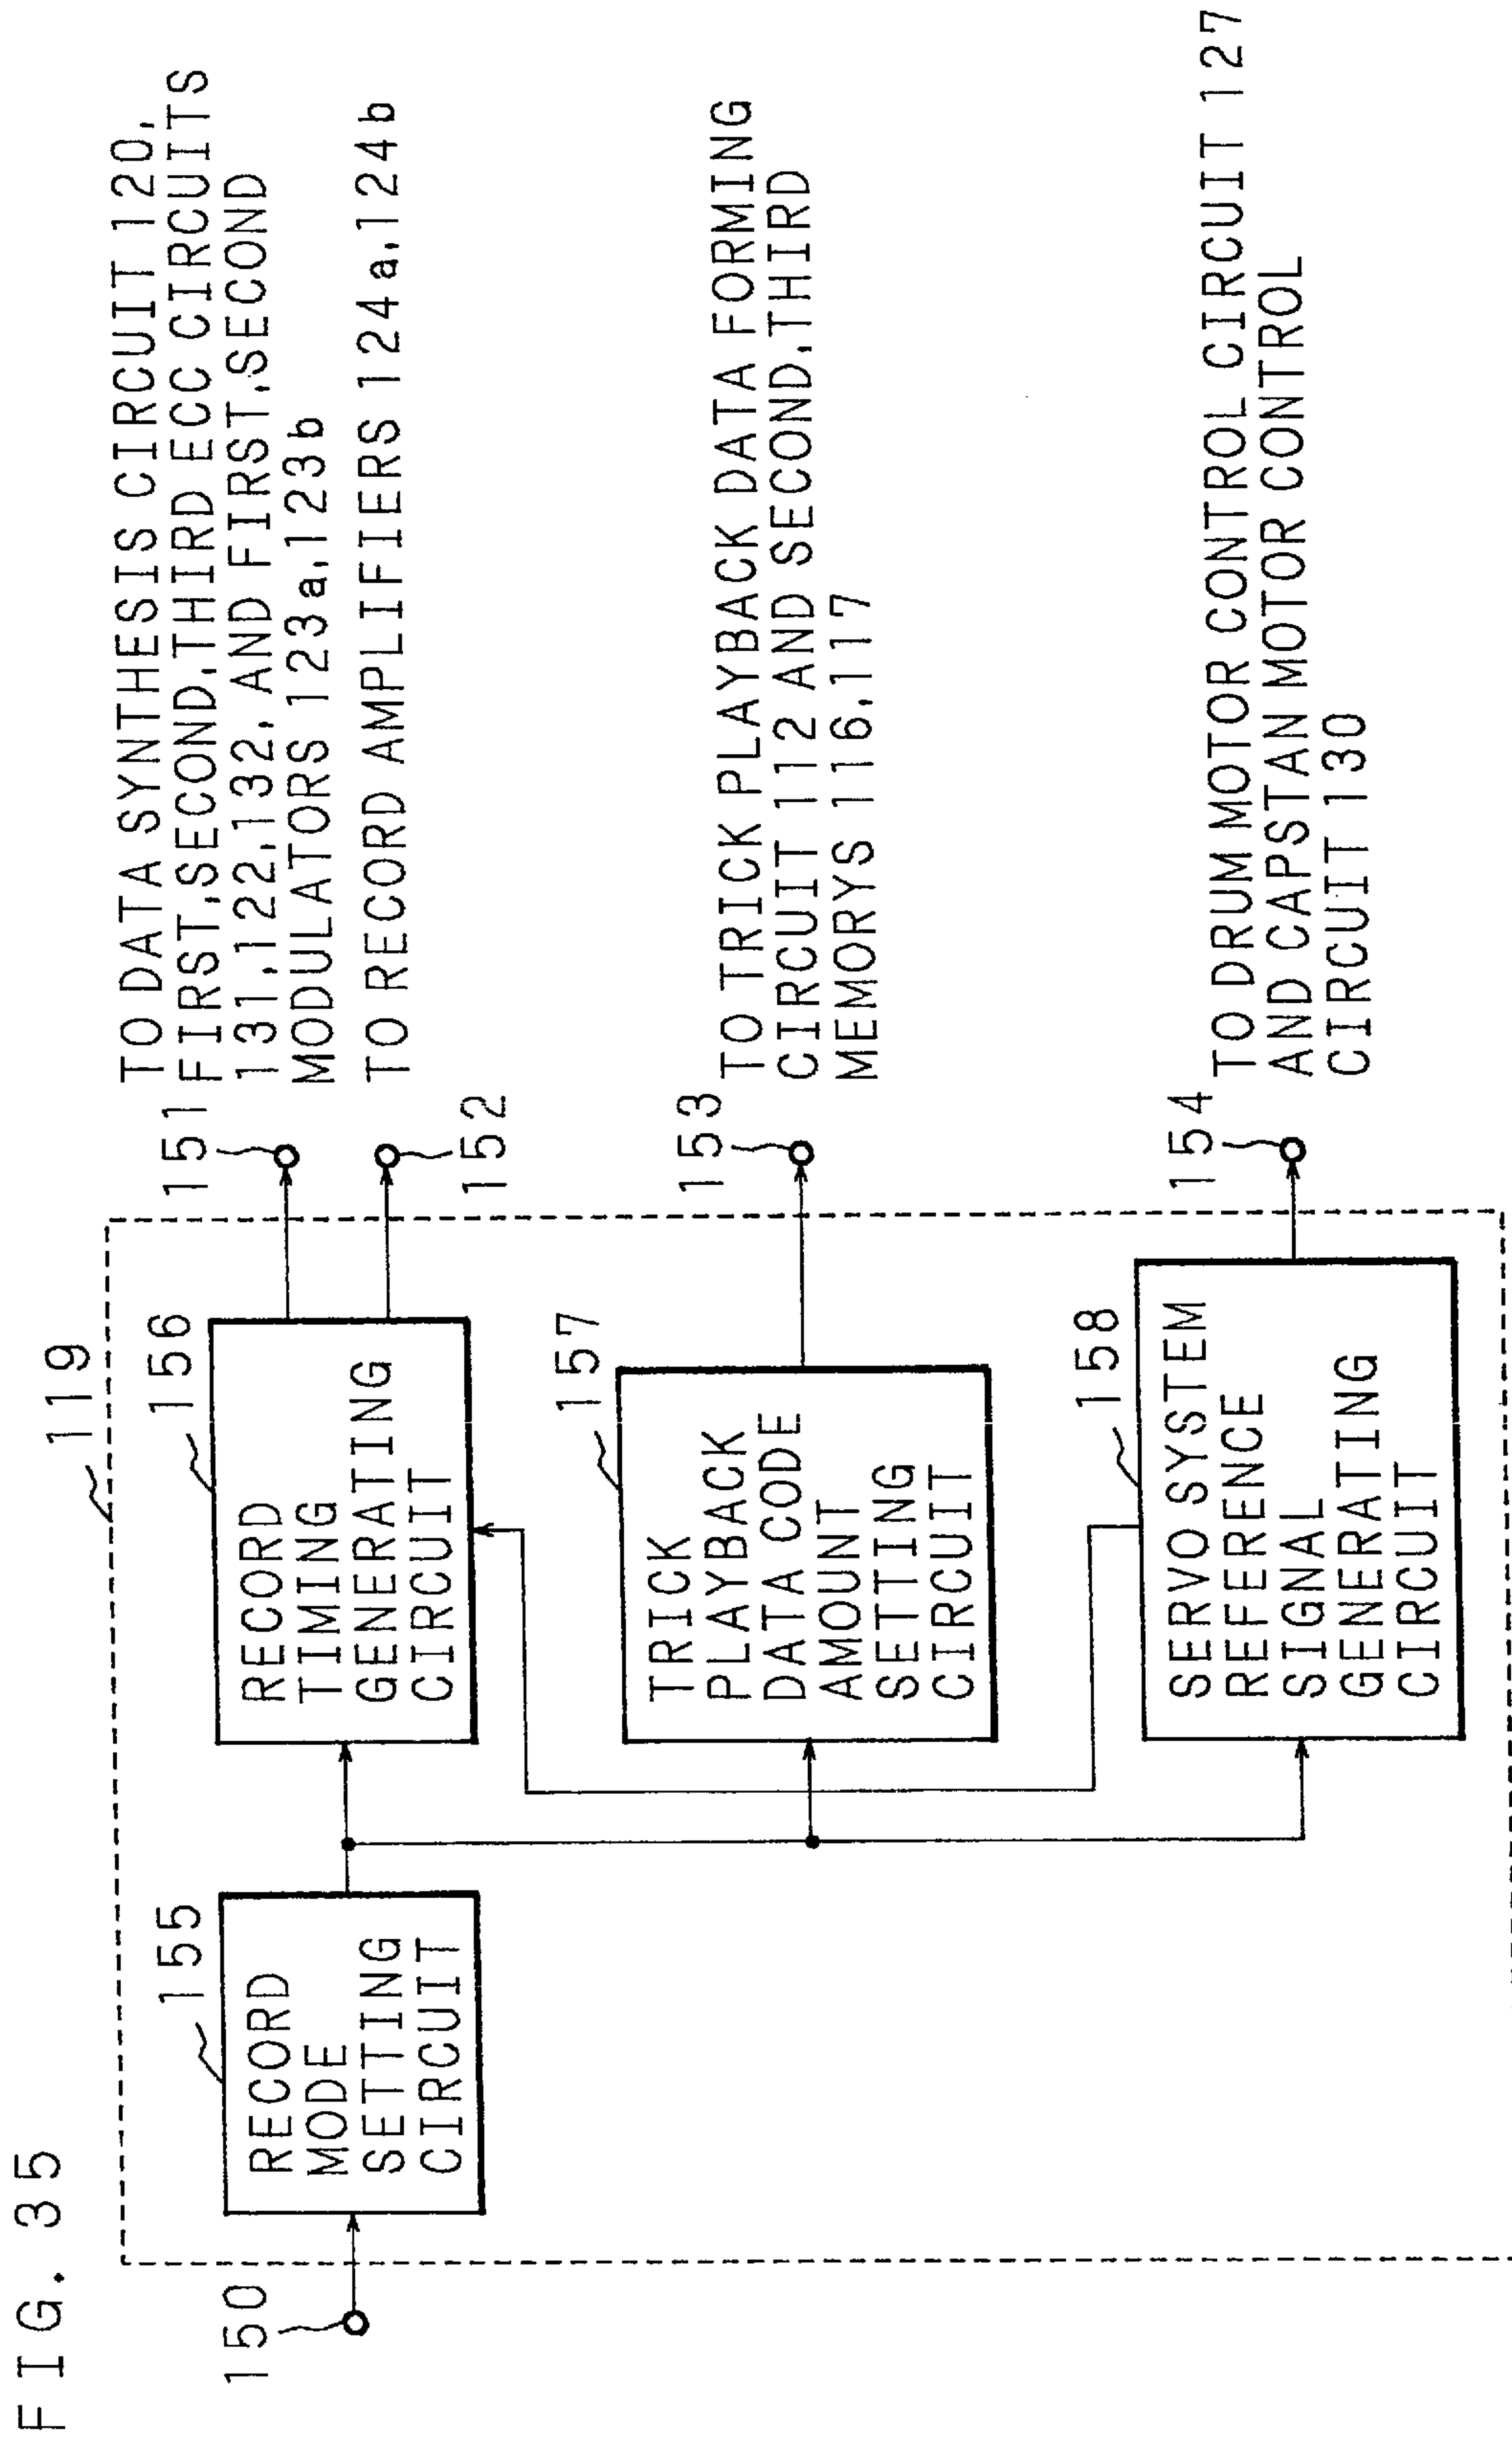 FIG. 35
119
150
155
RECORD
MODE
SETTING
CIRCUIT
156
RECORD
TIMING
GENERATING
CIRCUIT
151
TO DATA SYNTHESIS CIRCUIT 120,
FIRST,SECOND,THIRD ECC CIRCUITS
131,122,132, AND FIRST,SECOND
MODULATORS 123a,123b
152
TO RECORD AMPLIFIERS 124a,124b
157
TRICK
PLAYBACK
DATA CODE
AMOUNT
SETTING
CIRCUIT
153
TO TRICK PLAYBACK DATA FORMING
CIRCUIT 112 AND SECOND,THIRD
MEMORYS 116,117
158
SERVO SYSTEM
REFERENCE
SIGNAL
GENERATING
CIRCUIT
154
TO DRUM MOTOR CONTROL CIRCUIT 127
AND CAPSTAN MOTOR CONTROL
CIRCUIT 130